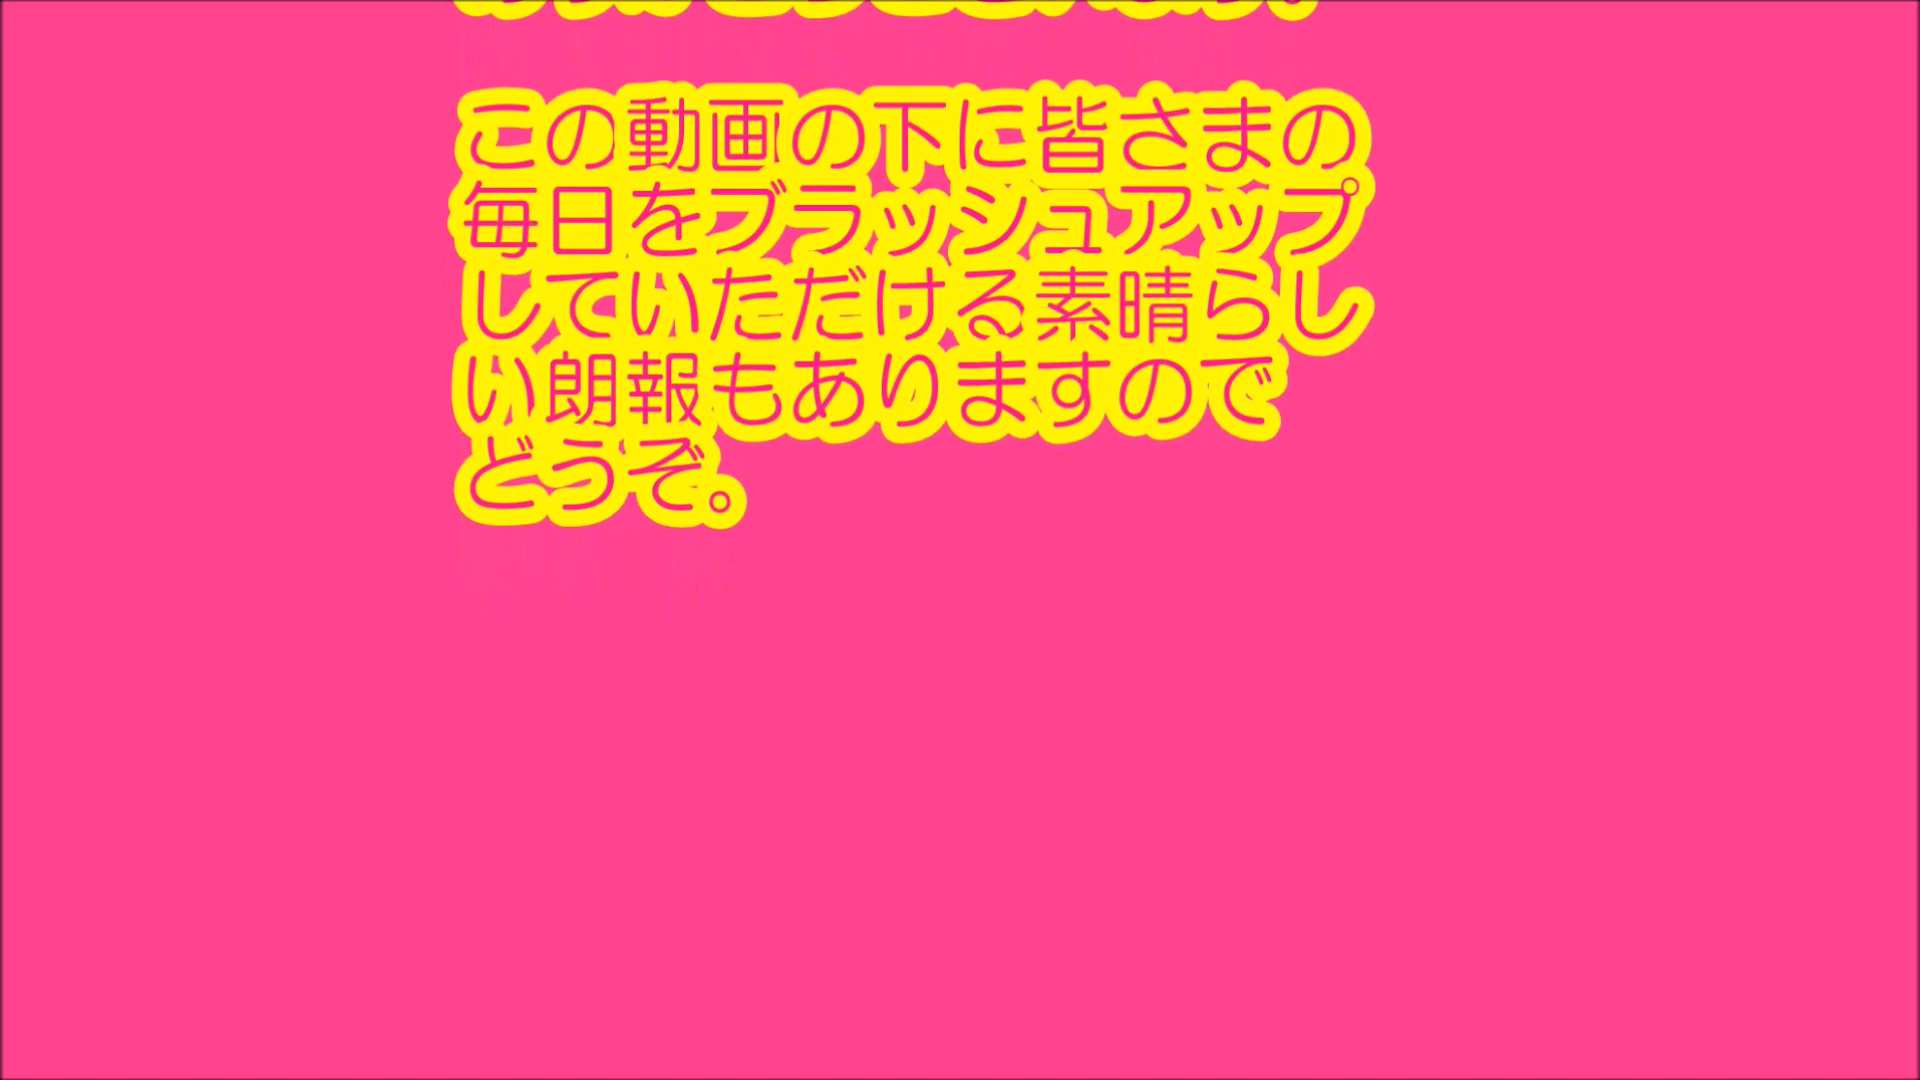 この動画の下に皆さまの
毎日をブラッシュアップ
していただける素晴らし
い朗報もありますので
どうぞ。